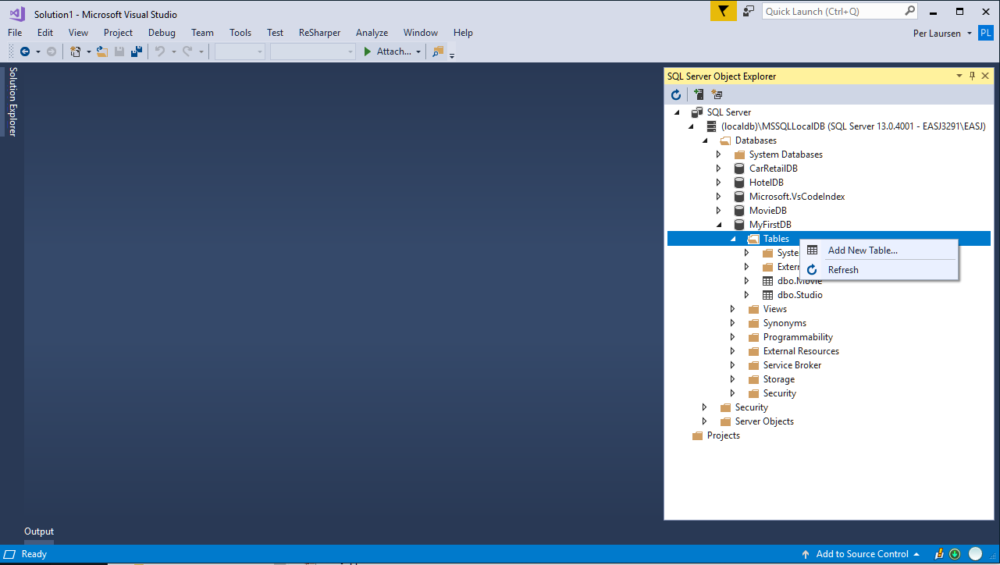 Solution1 - Microsoft Visual Studio
Quick Launch (Ctrl+Q)
File Edit View Project Debug Team Tools Test ReSharper Analyze Window Help
Per Laursen PL
Attach...
Solution Explorer
SQL Server Object Explorer
SQL Server
(localdb)\MSSQLLocalDB (SQL Server 13.0.4001 - EASJ3291\EASJ)
Databases
System Databases
CarRetailDB
HotelDB
Microsoft.VsCodeIndex
MovieDB
MyFirstDB
Tables
Add New Table...
Refresh
Syste
Extern
dbo.Movie
dbo.Studio
Views
Synonyms
Programmability
External Resources
Service Broker
Storage
Security
Security
Server Objects
Projects
Output
Ready
Add to Source Control